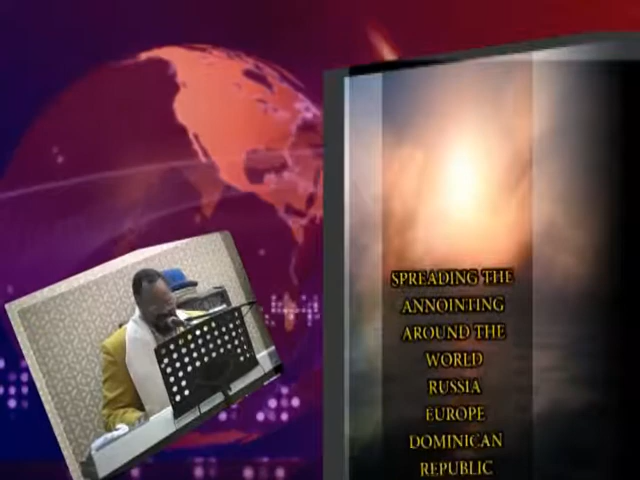 SPREADING THE
ANNOINTING
AROUND THE
WORLD
RUSSIA
EUROPE
DOMINICAN
REPUBLIC